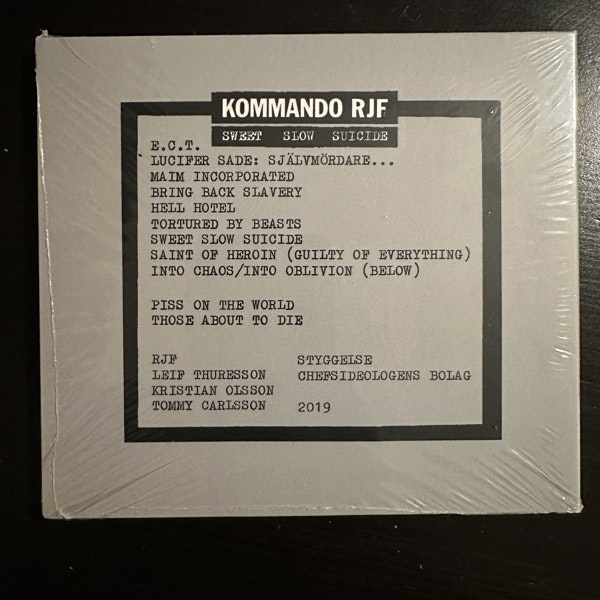 KOMMANDO RJF
SWEET SLOW SUICIDE
E.C.T.
LUCIFER SADE: SJÄLVMÖRDARE...
MAIM INCORPORATED
BRING BACK SLAVERY
HELL HOTEL
TORTURED BY BEASTS
SWEET SLOW SUICIDE
SAINT OF HEROIN (GUILTY OF EVERYTHING)
INTO CHAOS/INTO OBLIVION (BELOW)
PISS ON THE WORLD
THOSE ABOUT TO DIE
RJF STYGGELSE
LEIF THURESSON CHEFSIDEOLOGENS BOLAG
KRISTIAN OLSSON
TOMMY CARLSSON 2019